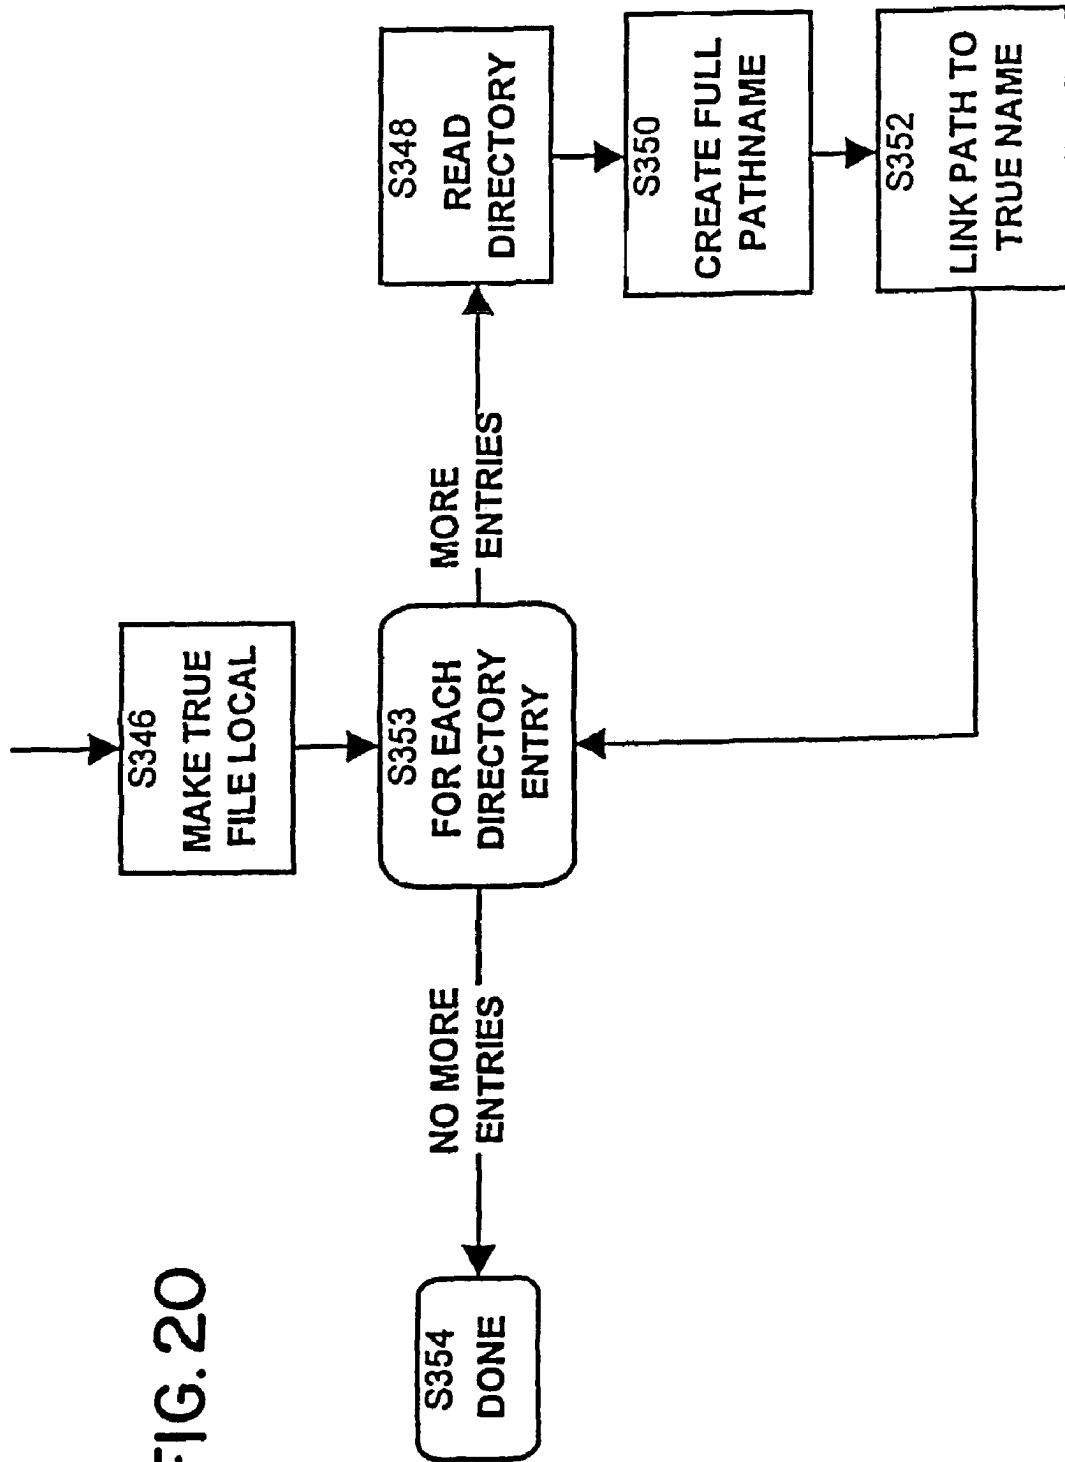 S346
MAKE TRUE
FILE LOCAL
S353
FOR EACH
DIRECTORY
ENTRY
MORE
ENTRIES
S348
READ
DIRECTORY
S350
CREATE FULL
PATHNAME
S352
LINK PATH TO
TRUE NAME
NO MORE
ENTRIES
S354
DONE
FIG. 20